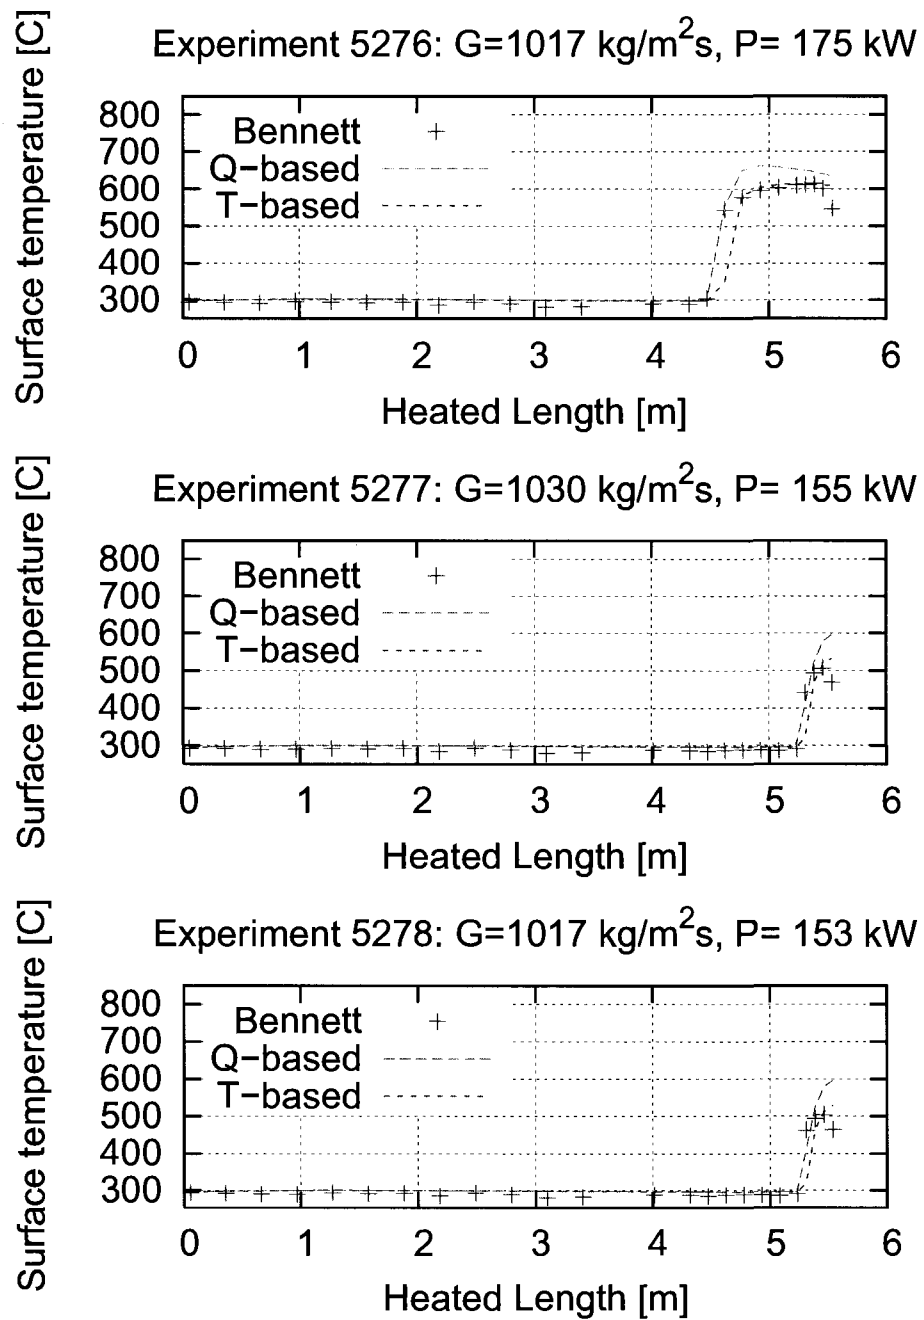 Experiment 5276: G=1017 kg/m²s, P= 175 kW
Surface temperature [C]
800
700
600
500
400
300
Bennett
Q−based
T−based
0 1 2 3 4 5 6
Heated Length [m]
Experiment 5277: G=1030 kg/m²s, P= 155 kW
Surface temperature [C]
800
700
600
500
400
300
Bennett
Q−based
T−based
0 1 2 3 4 5 6
Heated Length [m]
Experiment 5278: G=1017 kg/m²s, P= 153 kW
Surface temperature [C]
800
700
600
500
400
300
Bennett
Q−based
T−based
0 1 2 3 4 5 6
Heated Length [m]